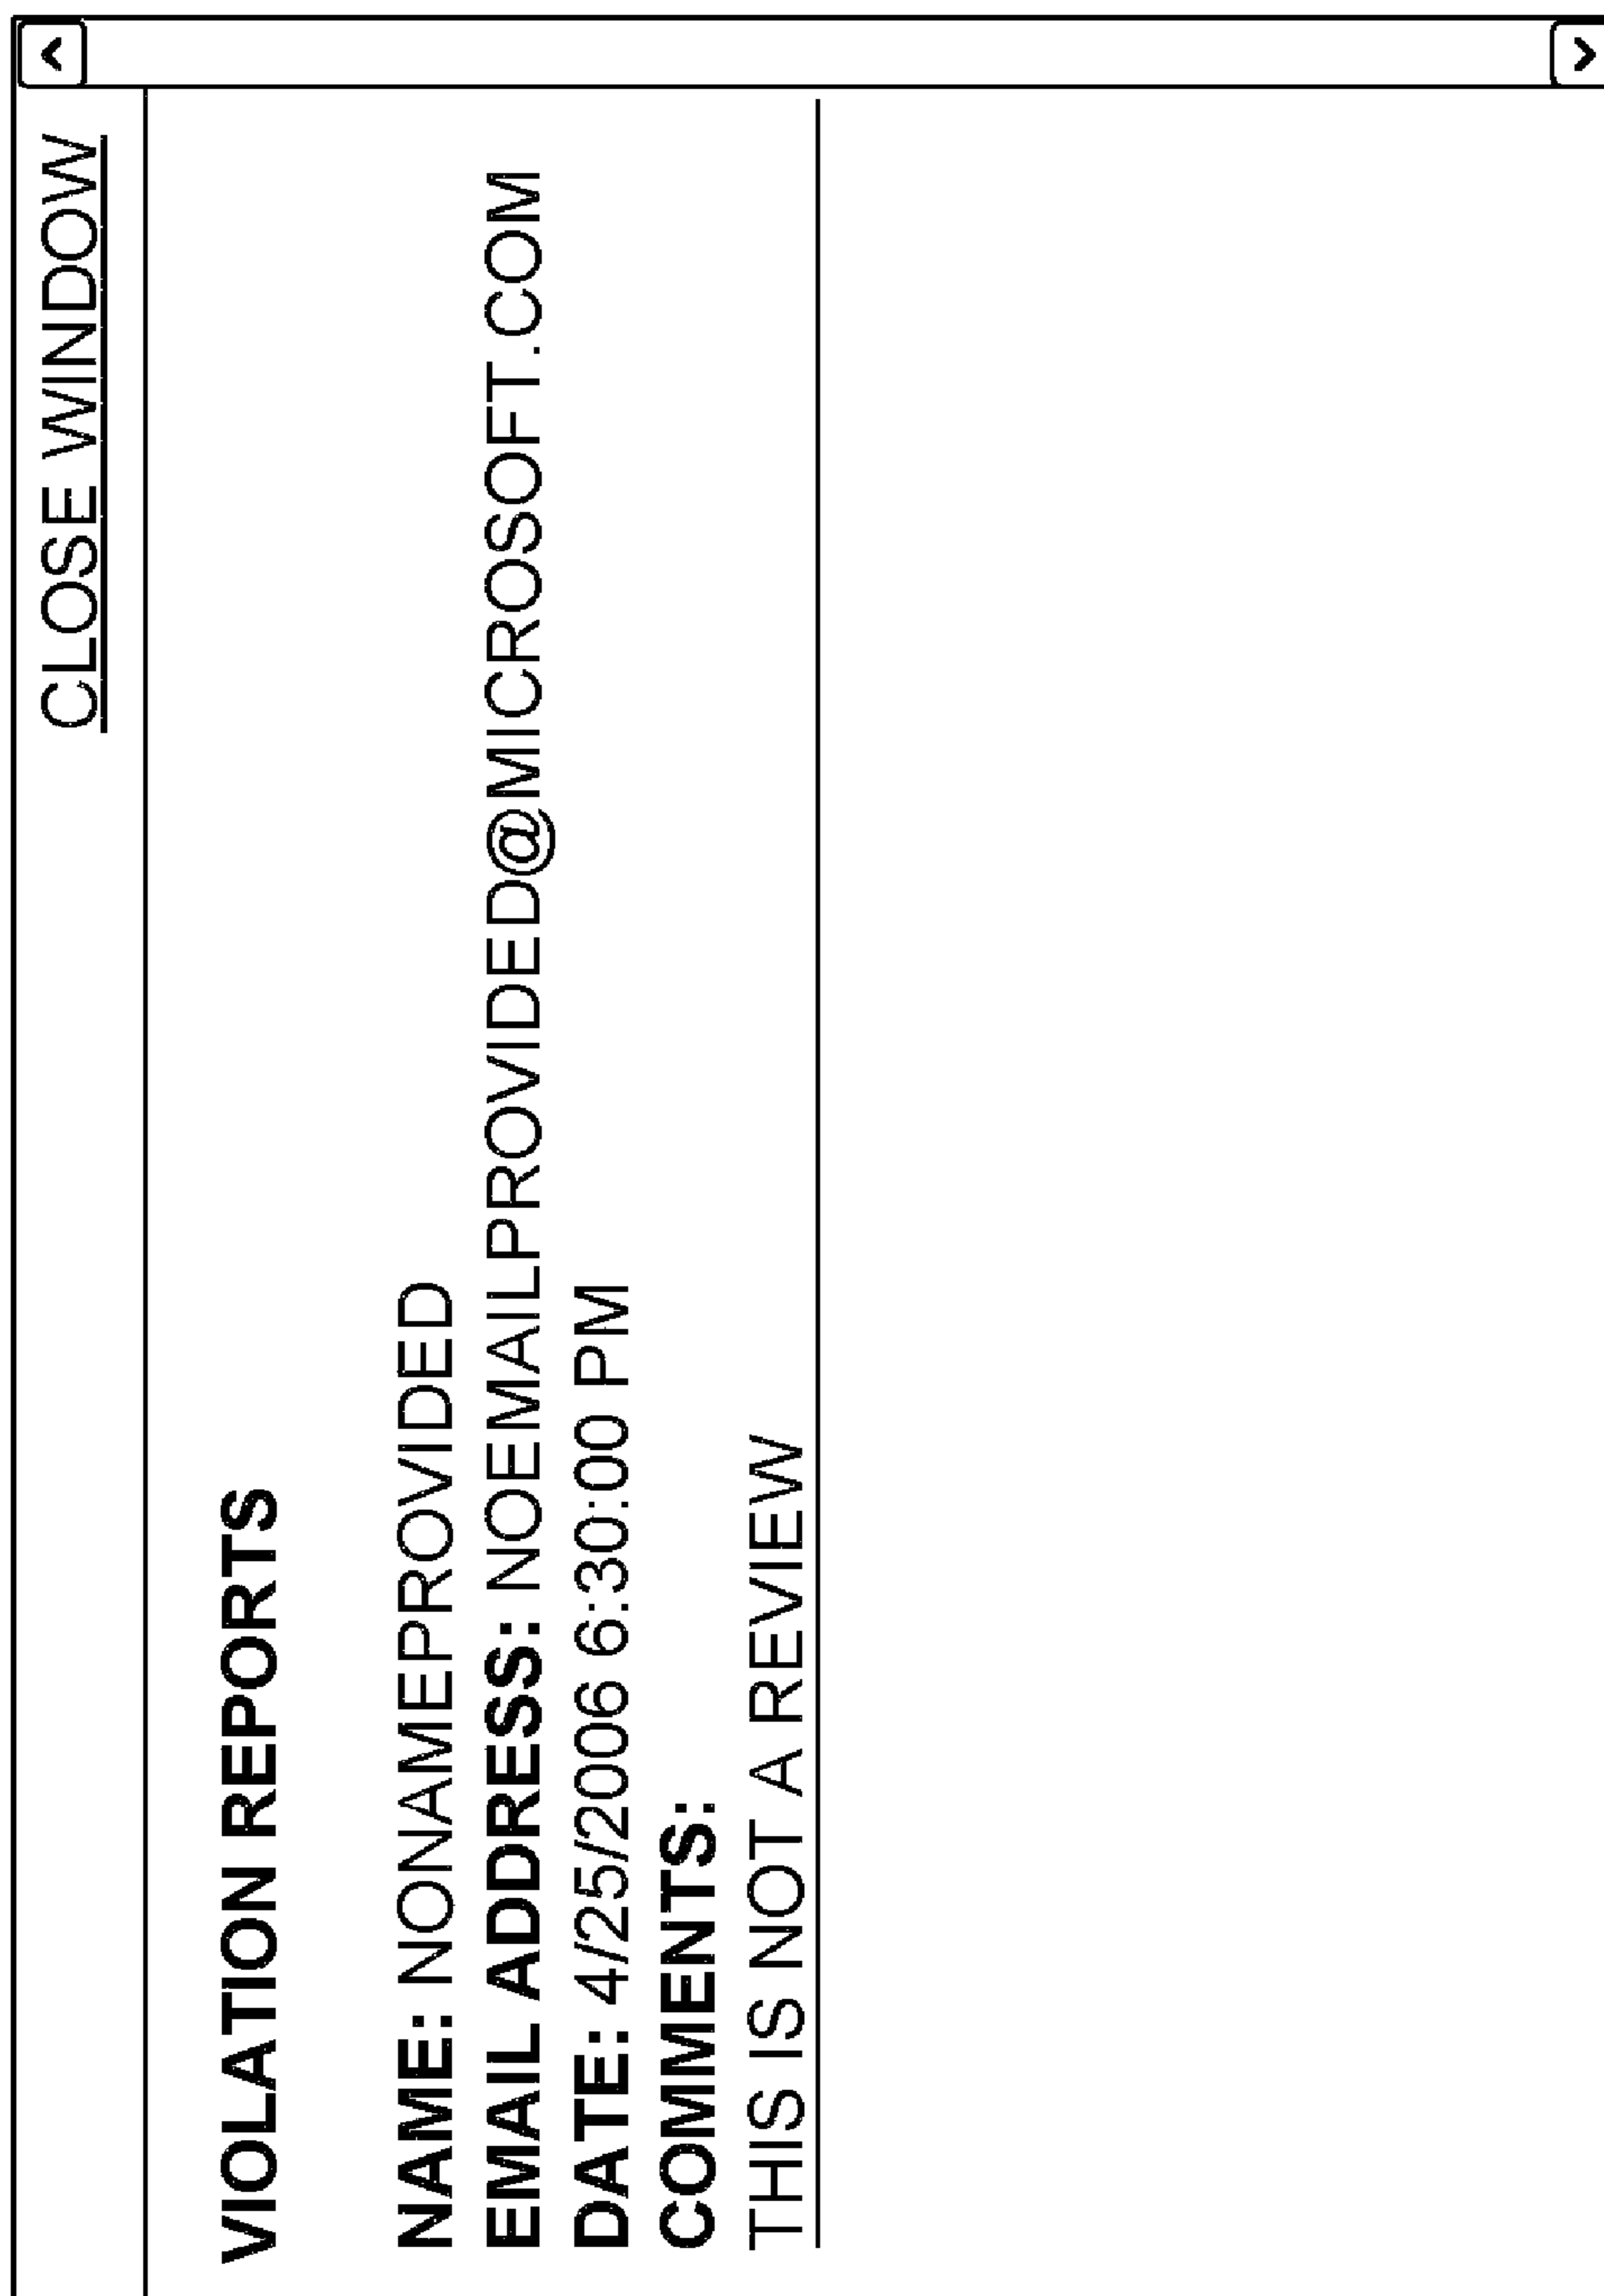 CLOSE WINDOW
VIOLATION REPORTS
NAME: NONAMEPROVIDED
EMAIL ADDRESS: NOEMAILPROVIDED@MICROSOFT.COM
DATE: 4/25/2006 6:30:00 PM
COMMENTS:
THIS IS NOT A REVIEW